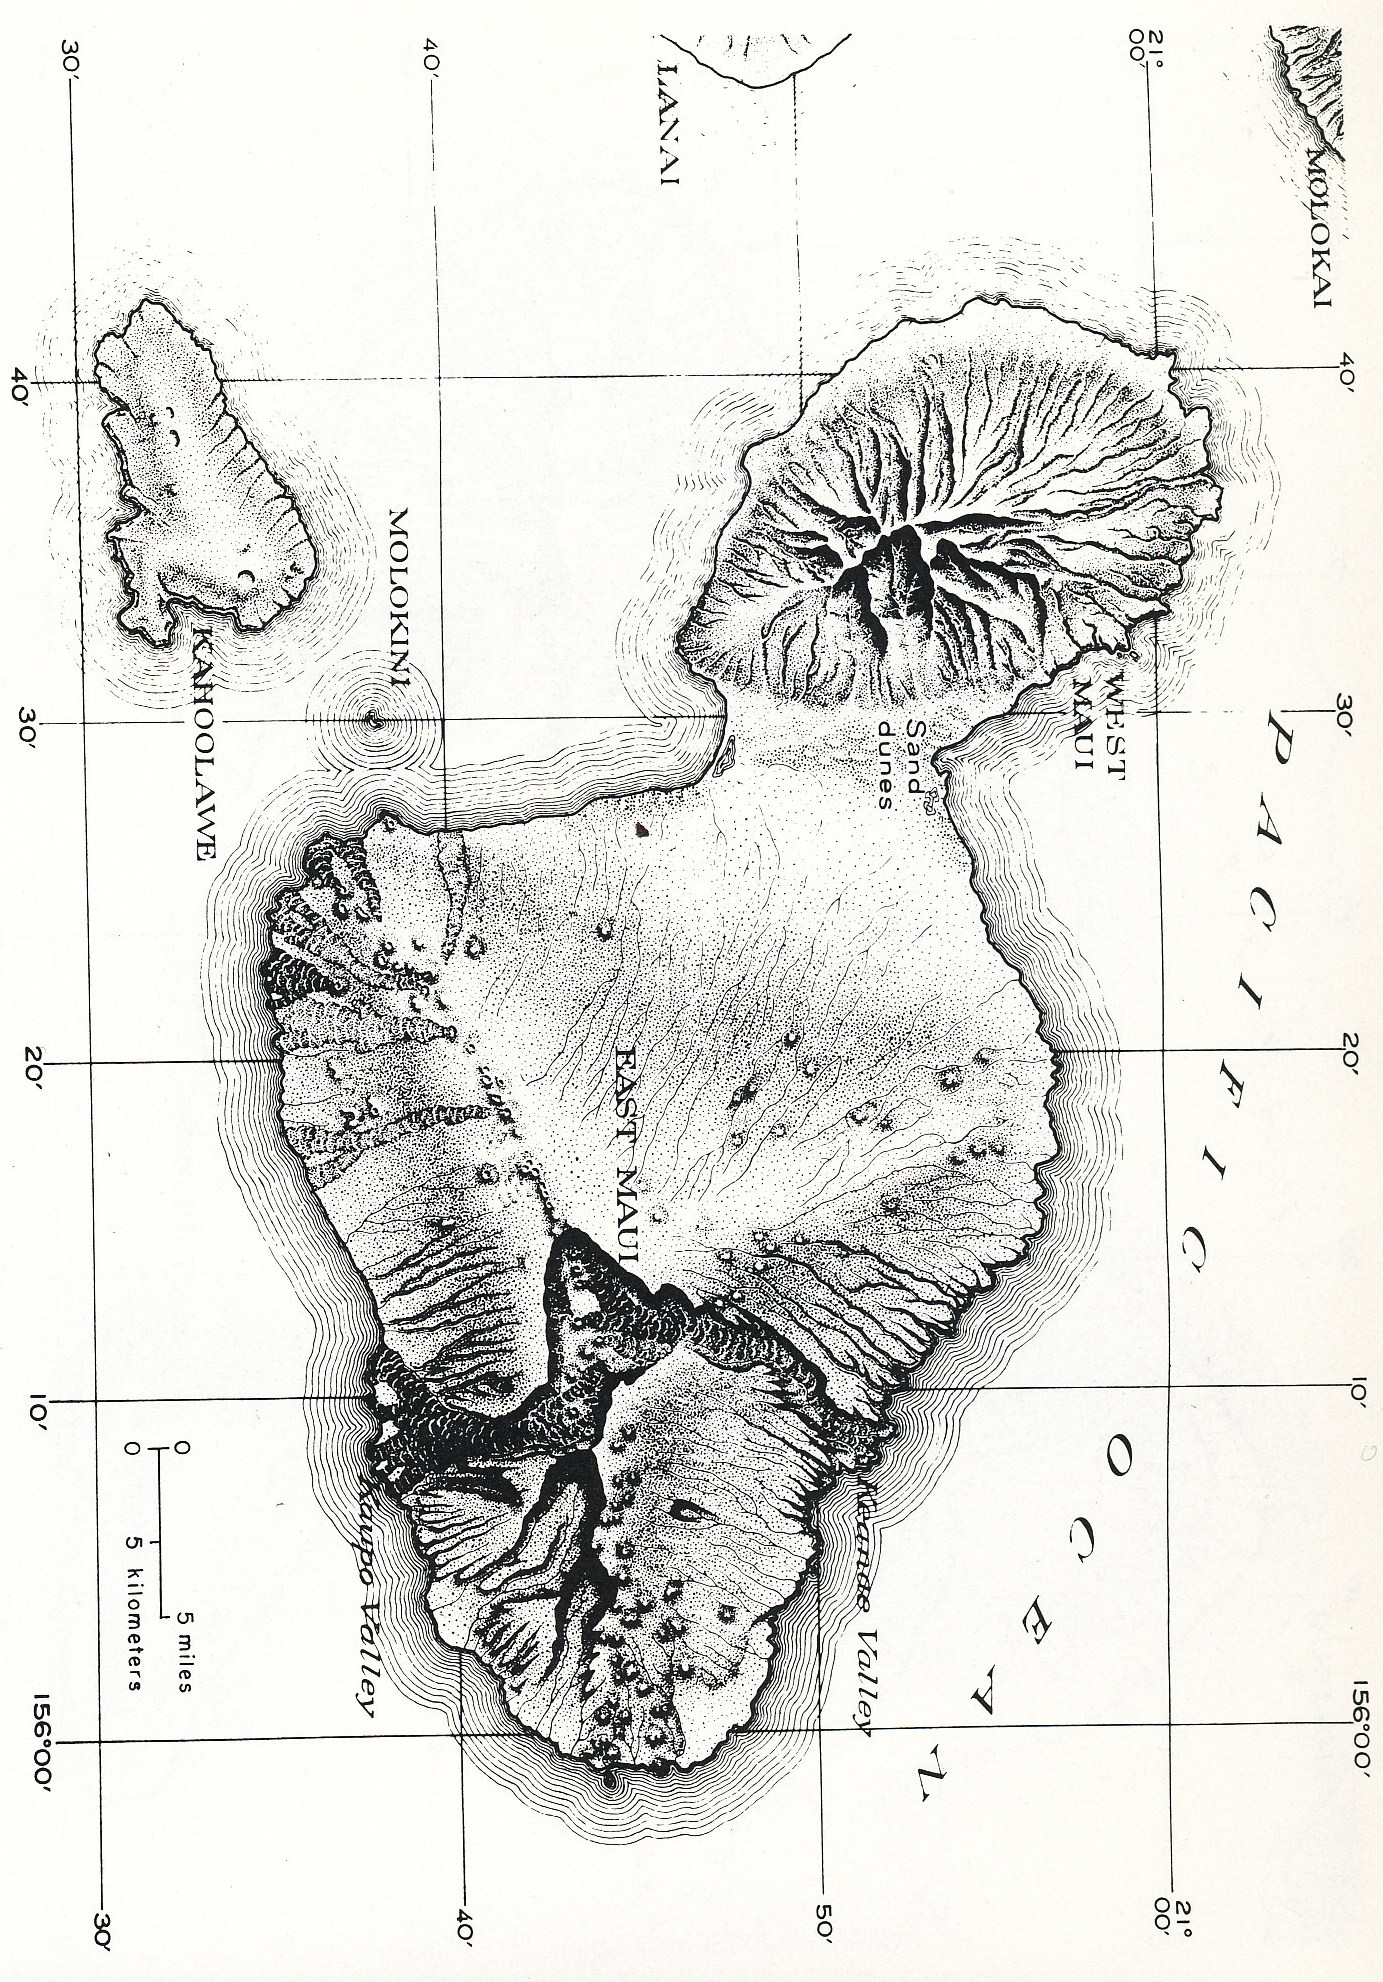 MOLOKAI
21°
00'
LANAI
40'
30'
40'
30'
20'
10'
156°00'
PACIFIC OCEAN
WEST
MAUI
Sand
dunes
EAST MAUI
MOLOKINI
KAHOOLAWE
Keanae Valley
Kaupo Valley
0 5 miles
0 5 kilometers
40'
30'
20'
10'
156°00'
21°
00'
50'
40'
30'